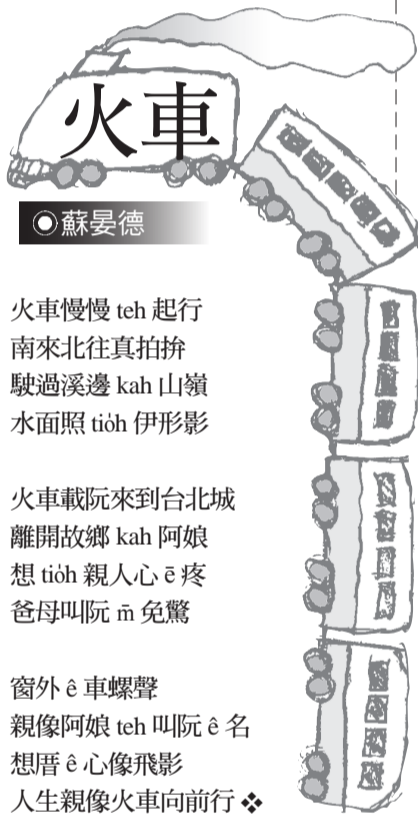 火車
◉蘇晏德
火車慢慢 teh 起行
南來北往真拍拚
駛過溪邊 kah 山嶺
水面照 tio̍h 伊形影
火車載阮來到台北城
離開故鄉 kah 阿娘
想 tio̍h 親人心 ē 疼
爸母叫阮 m̄ 免驚
窗外 ê 車螺聲
親像阿娘 teh 叫阮 ê 名
想厝 ê 心像飛影
人生親像火車向前行 ❖